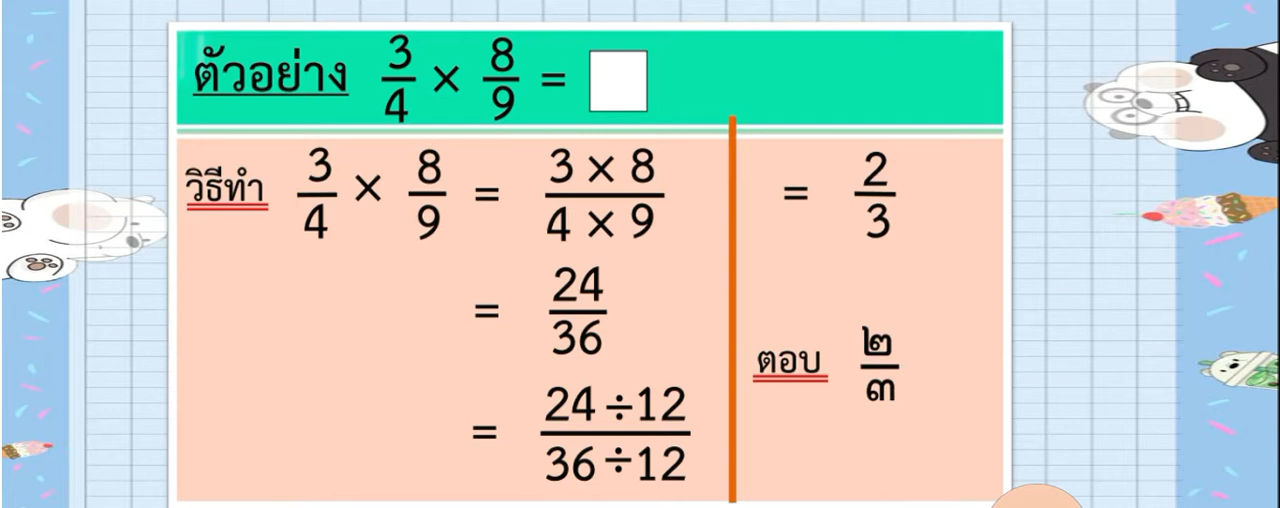 ตัวอย่าง 3/4 × 8/9 =
วิธีทำ 3/4 × 8/9 = (3 × 8)/(4 × 9)
= 24/36
= (24 ÷ 12)/(36 ÷ 12)
= 2/3
ตอบ ๒/๓